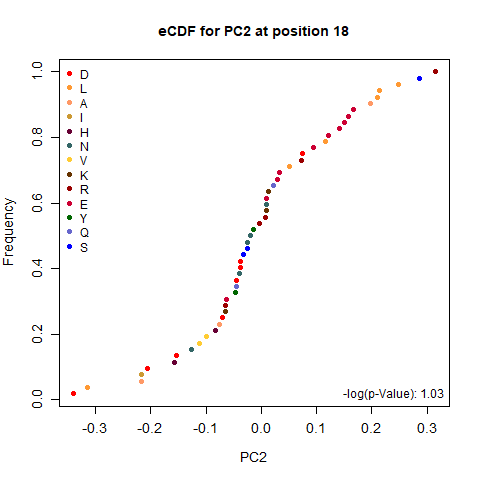 eCDF for PC2 at position 18
D
L
A
I
H
N
V
K
R
E
Y
Q
S
Frequency
1.0
0.8
0.6
0.4
0.2
0.0
-log(p-Value): 1.03
-0.3 -0.2 -0.1 0.0 0.1 0.2 0.3
PC2